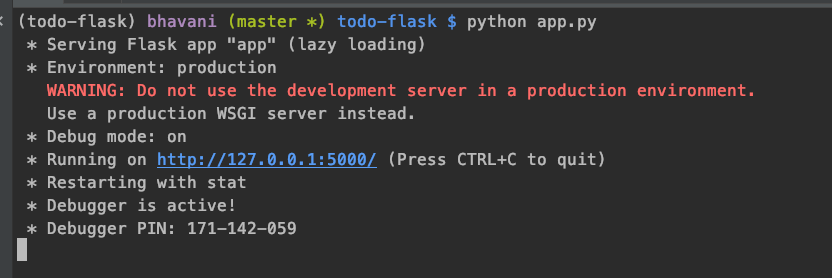 (todo-flask) bhavani (master *) todo-flask $ python app.py
* Serving Flask app "app" (lazy loading)
* Environment: production
WARNING: Do not use the development server in a production environment.
Use a production WSGI server instead.
* Debug mode: on
* Running on http://127.0.0.1:5000/ (Press CTRL+C to quit)
* Restarting with stat
* Debugger is active!
* Debugger PIN: 171-142-059